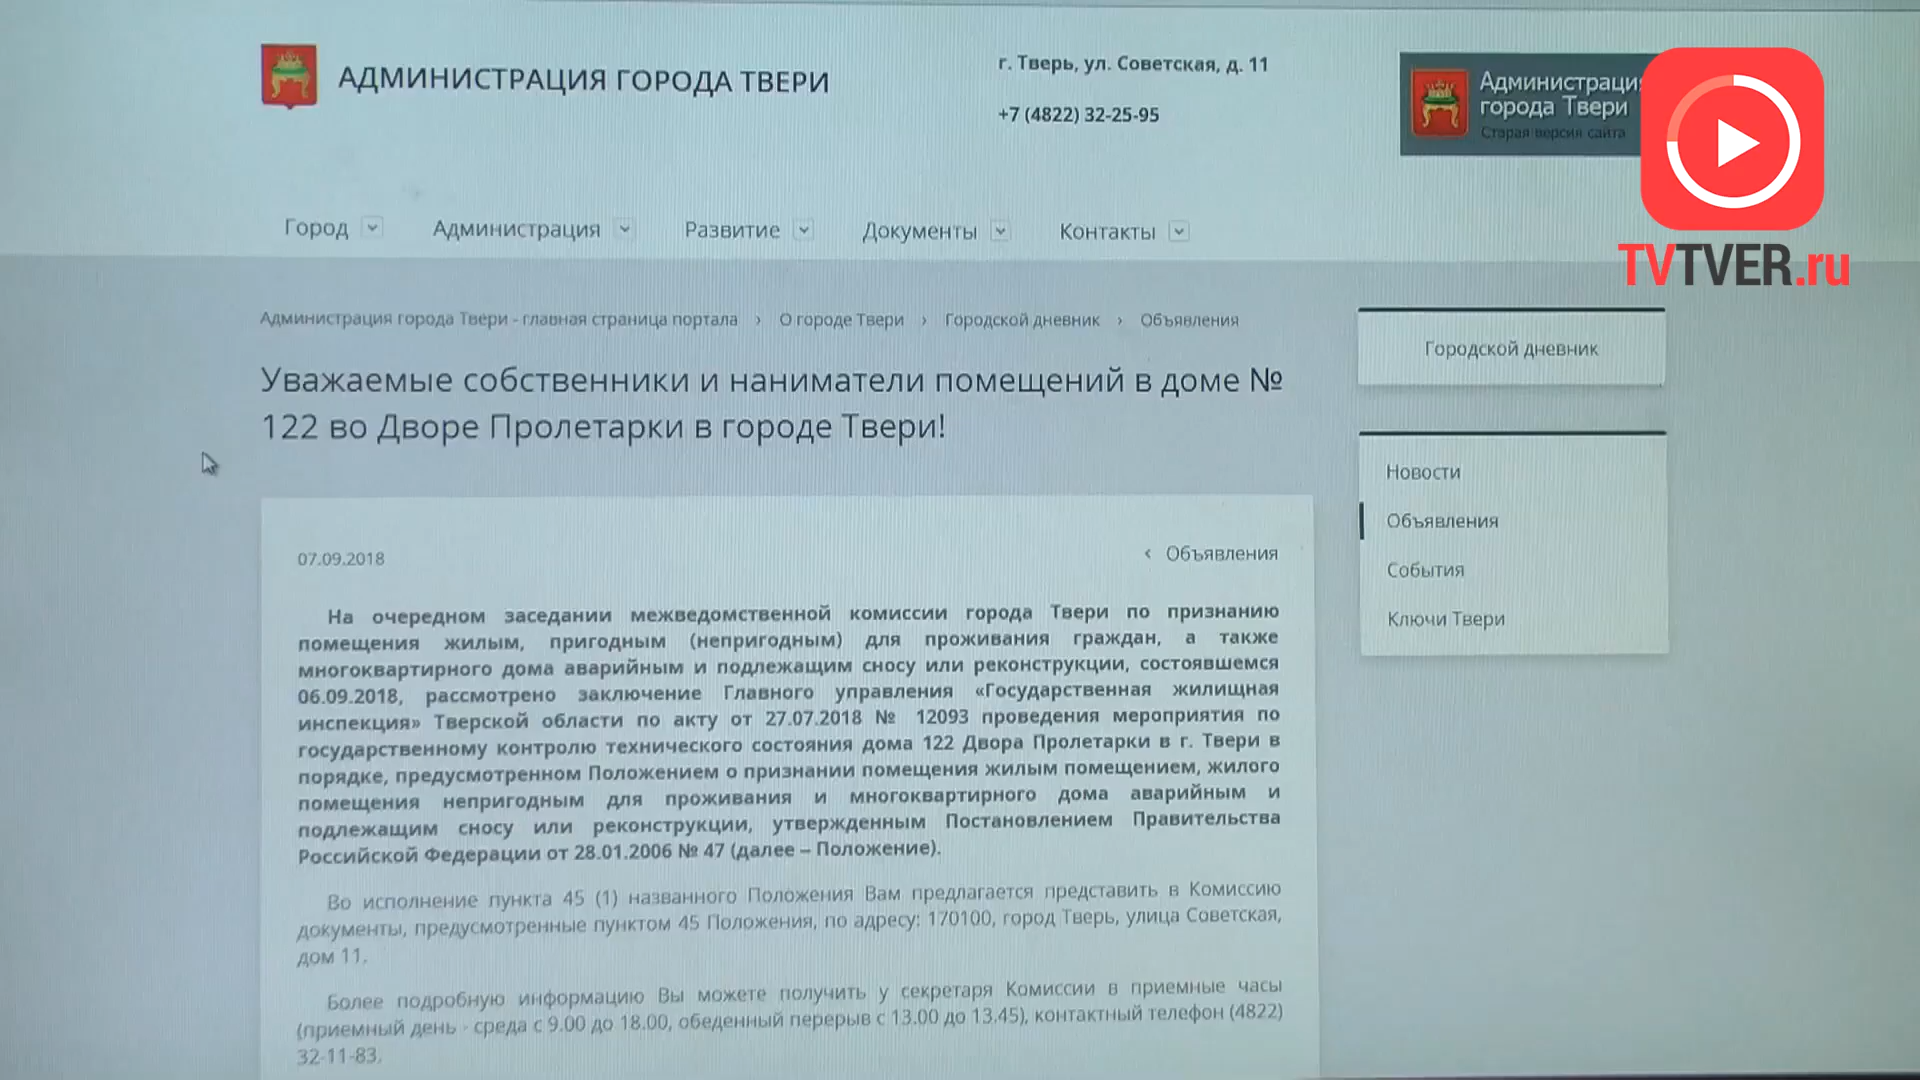 АДМИНИСТРАЦИЯ ГОРОДА ТВЕРИ
г. Тверь, ул. Советская, д. 11
+7 (4822) 32-25-95
Администраци
города Твери
Старая версия сайта
TVTVER.ru
Город
Администрация
Развитие
Документы
Контакты
Администрация города Твери - главная страница портала › О городе Твери › Городской дневник › Объявления
Городской дневник
Уважаемые собственники и наниматели помещений в доме №
122 во Дворе Пролетарки в городе Твери!
Новости
Объявления
События
Ключи Твери
07.09.2018
‹ Объявления
На очередном заседании межведомственной комиссии города Твери по признанию
помещения жилым, пригодным (непригодным) для проживания граждан, а также
многоквартирного дома аварийным и подлежащим сносу или реконструкции, состоявшемся
06.09.2018, рассмотрено заключение Главного управления «Государственная жилищная
инспекция» Тверской области по акту от 27.07.2018 № 12093 проведения мероприятия по
государственному контролю технического состояния дома 122 Двора Пролетарки в г. Твери в
порядке, предусмотренном Положением о признании помещения жилым помещением, жилого
помещения непригодным для проживания и многоквартирного дома аварийным и
подлежащим сносу или реконструкции, утвержденным Постановлением Правительства
Российской Федерации от 28.01.2006 № 47 (далее – Положение).
Во исполнение пункта 45 (1) названного Положения Вам предлагается представить в Комиссию
документы, предусмотренные пунктом 45 Положения, по адресу: 170100, город Тверь, улица Советская,
дом 11.
Более подробную информацию Вы можете получить у секретаря Комиссии в приемные часы
(приемный день - среда с 9.00 до 18.00, обеденный перерыв с 13.00 до 13.45), контактный телефон (4822)
32-11-83.